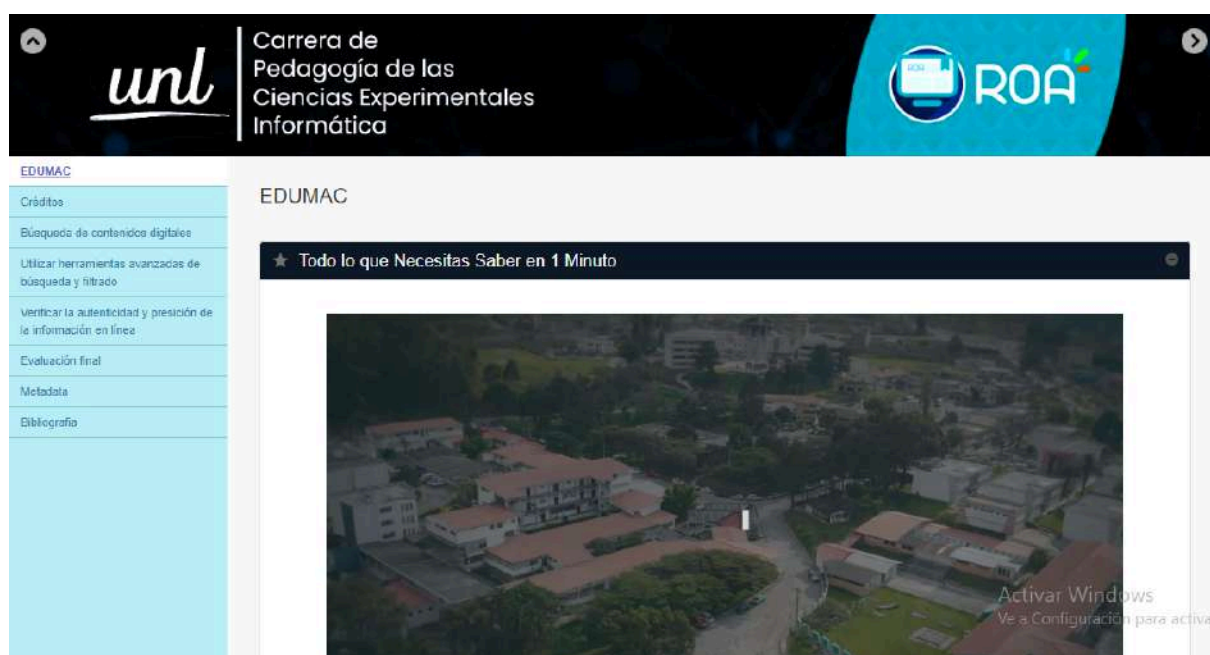 unl
Carrera de
Pedagogía de las
Ciencias Experimentales
Informática
ROA
ROA
EDUMAC
Créditos
Búsqueda de contenidos digitales
Utilizar herramientas avanzadas de
búsqueda y filtrado
Verificar la autenticidad y presición de
la información en línea
Evaluación final
Metadata
Bibliografía
EDUMAC
Todo lo que Necesitas Saber en 1 Minuto
Activar Windows
Ve a Configuración para activa